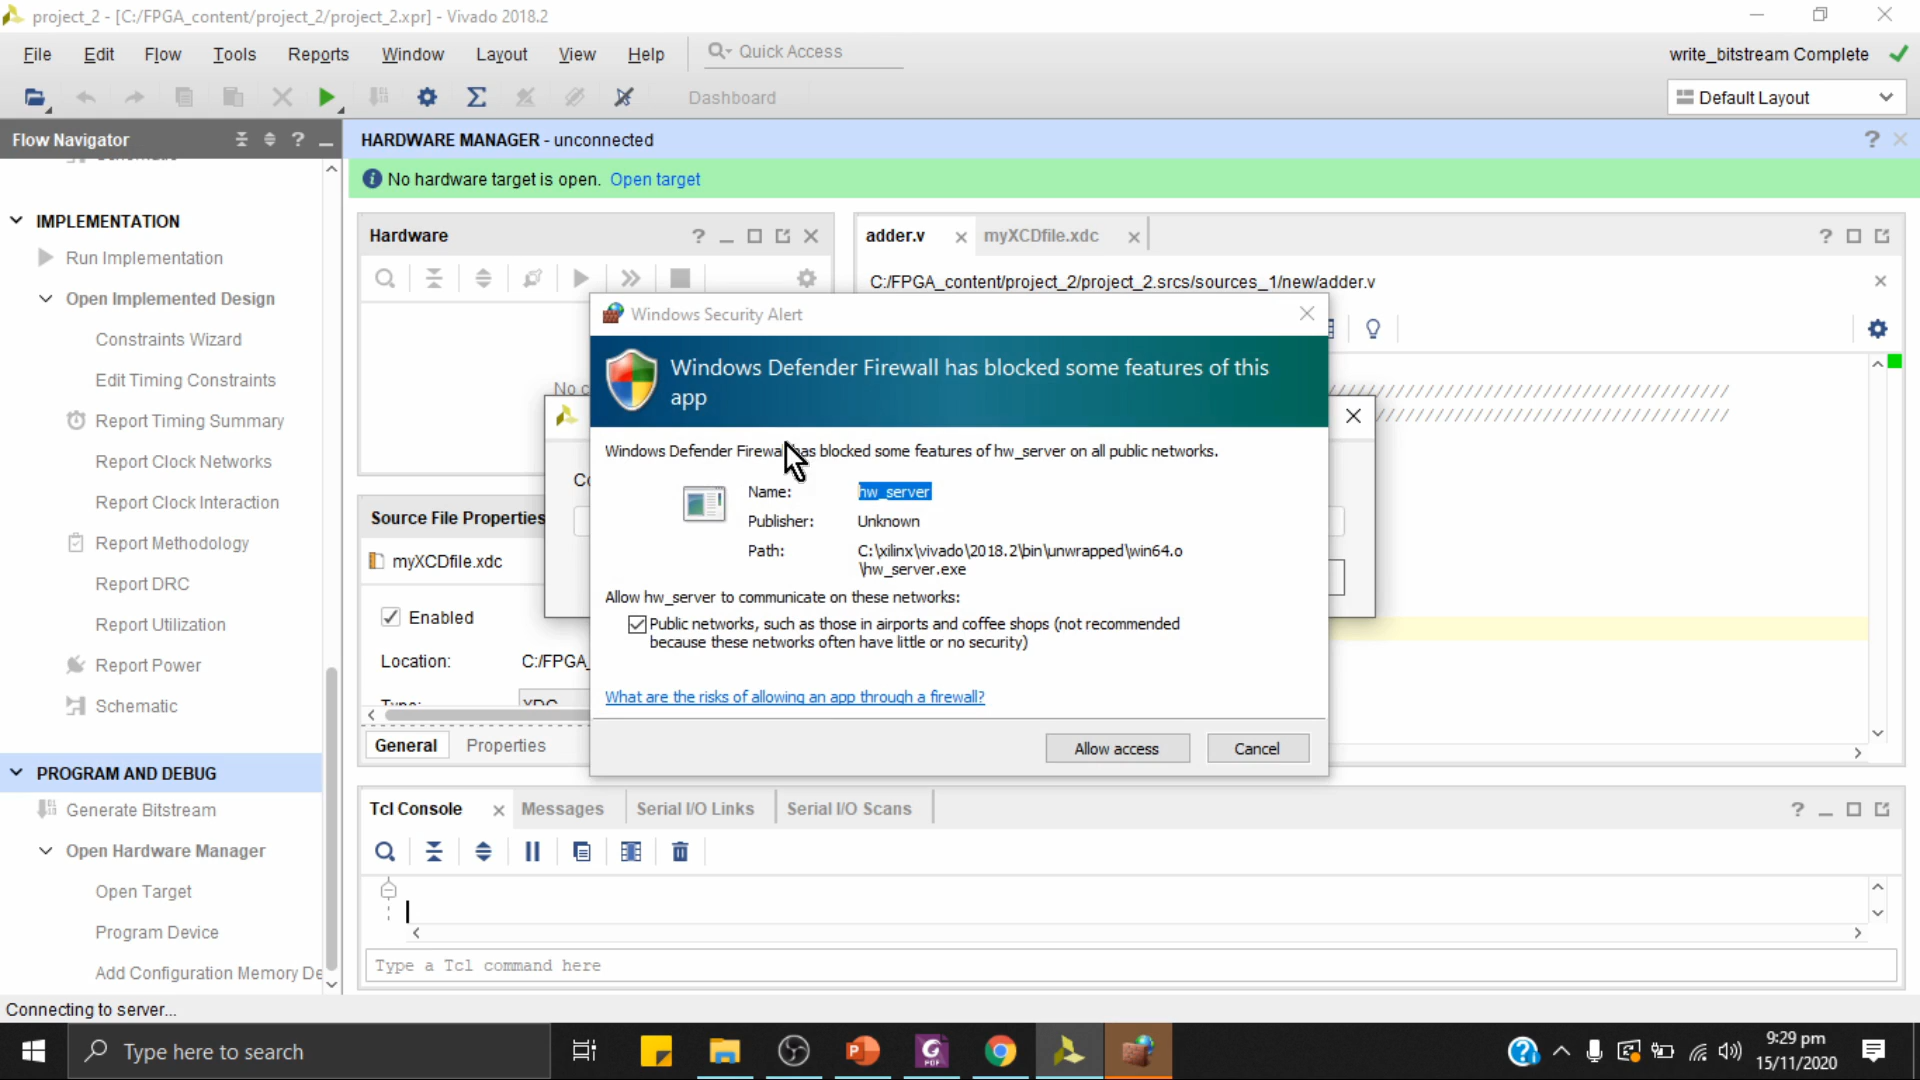 project_2 - [C:/FPGA_content/project_2/project_2.xpr] - Vivado 2018.2
File Edit Flow Tools Reports Window Layout View Help Quick Access
write_bitstream Complete
Dashboard
Default Layout
Flow Navigator
HARDWARE MANAGER - unconnected
No hardware target is open. Open target
IMPLEMENTATION
Run Implementation
Open Implemented Design
Constraints Wizard
Edit Timing Constraints
Report Timing Summary
Report Clock Networks
Report Clock Interaction
Report Methodology
Report DRC
Report Utilization
Report Power
Schematic
PROGRAM AND DEBUG
Generate Bitstream
Open Hardware Manager
Open Target
Program Device
Add Configuration Memory De
Hardware
adder.v
myXCDfile.xdc
C:/FPGA_content/project_2/project_2.srcs/sources_1/new/adder.v
No c
Source File Properties
myXCDfile.xdc
Enabled
Location: C:/FPGA_
General Properties
Windows Security Alert
Windows Defender Firewall has blocked some features of this
app
Windows Defender Firewall has blocked some features of hw_server on all public networks.
Name: hw_server
Publisher: Unknown
Path: C:\xilinx\vivado\2018.2\bin\unwrapped\win64.o
\hw_server.exe
Allow hw_server to communicate on these networks:
Public networks, such as those in airports and coffee shops (not recommended
because these networks often have little or no security)
What are the risks of allowing an app through a firewall?
Allow access
Cancel
Tcl Console
Messages
Serial I/O Links
Serial I/O Scans
Type a Tcl command here
Connecting to server...
Type here to search
9:29 pm
15/11/2020